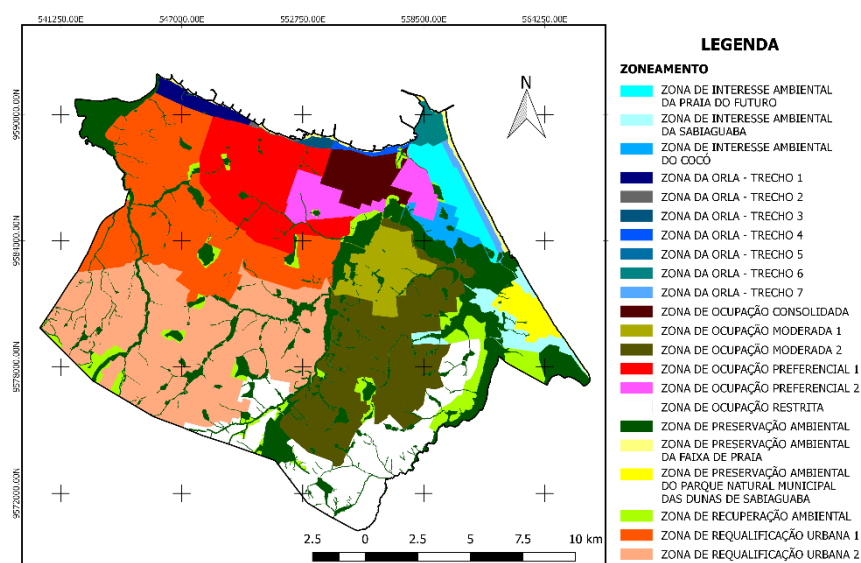 541250.00E 547000.00E 552750.00E 558500.00E 564250.00E
9590000.00N
9584000.00N
9578000.00N
9572000.00N
N
2.5 0 2.5 5 7.5 10 km
LEGENDA
ZONEAMENTO
ZONA DE INTERESSE AMBIENTAL
DA PRAIA DO FUTURO
ZONA DE INTERESSE AMBIENTAL
DA SABIAGUABA
ZONA DE INTERESSE AMBIENTAL
DO COCÓ
ZONA DA ORLA - TRECHO 1
ZONA DA ORLA - TRECHO 2
ZONA DA ORLA - TRECHO 3
ZONA DA ORLA - TRECHO 4
ZONA DA ORLA - TRECHO 5
ZONA DA ORLA - TRECHO 6
ZONA DA ORLA - TRECHO 7
ZONA DE OCUPAÇÃO CONSOLIDADA
ZONA DE OCUPAÇÃO MODERADA 1
ZONA DE OCUPAÇÃO MODERADA 2
ZONA DE OCUPAÇÃO PREFERENCIAL 1
ZONA DE OCUPAÇÃO PREFERENCIAL 2
ZONA DE OCUPAÇÃO RESTRITA
ZONA DE PRESERVAÇÃO AMBIENTAL
ZONA DE PRESERVAÇÃO AMBIENTAL
DA FAIXA DE PRAIA
ZONA DE PRESERVAÇÃO AMBIENTAL
DO PARQUE NATURAL MUNICIPAL
DAS DUNAS DE SABIAGUABA
ZONA DE RECUPERAÇÃO AMBIENTAL
ZONA DE REQUALIFICAÇÃO URBANA 1
ZONA DE REQUALIFICAÇÃO URBANA 2